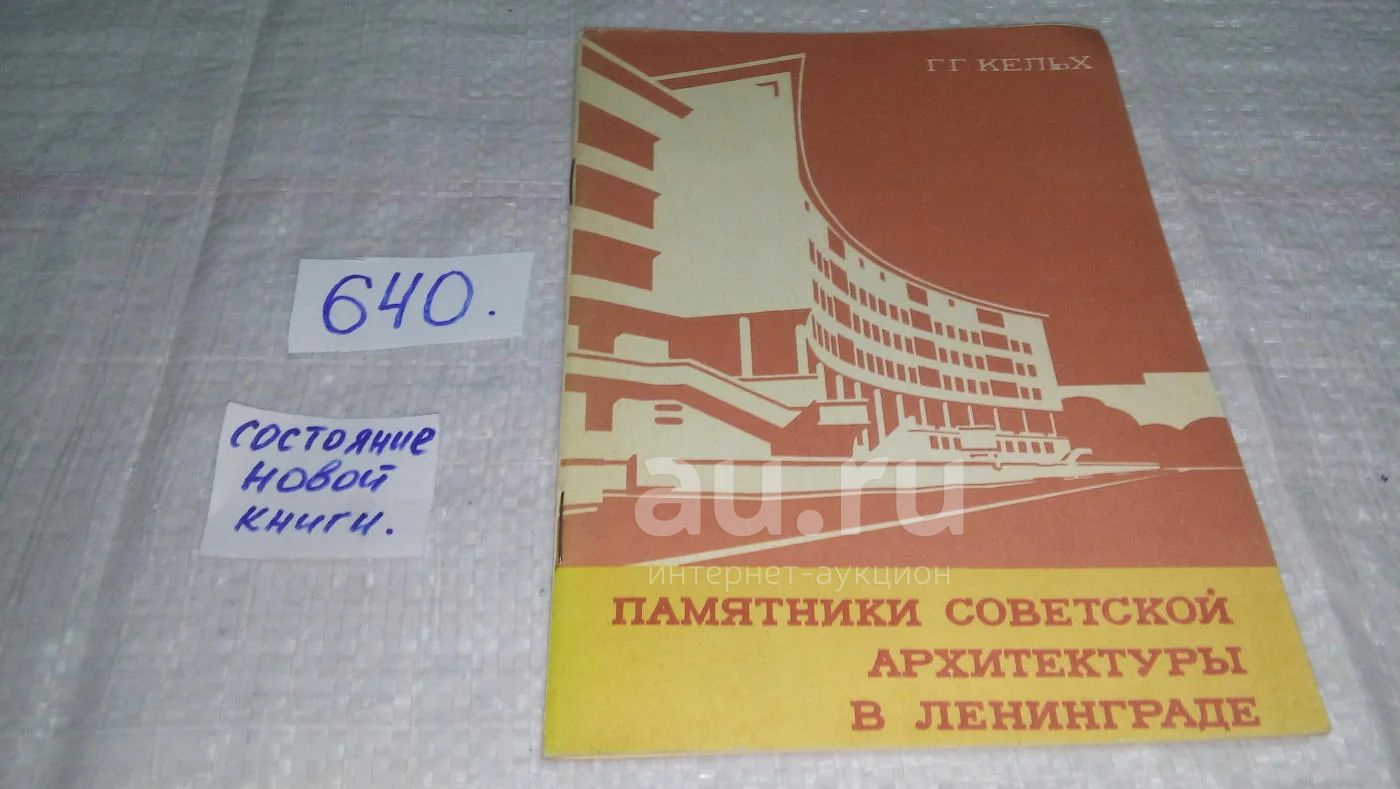 Г Г КЕЛЬХ
640.
СОСТОЯНИЕ
НОВОЙ
КНИГИ.
au.ru
интернет-аукцион
ПАМЯТНИКИ СОВЕТСКОЙ
АРХИТЕКТУРЫ
В ЛЕНИНГРАДЕ